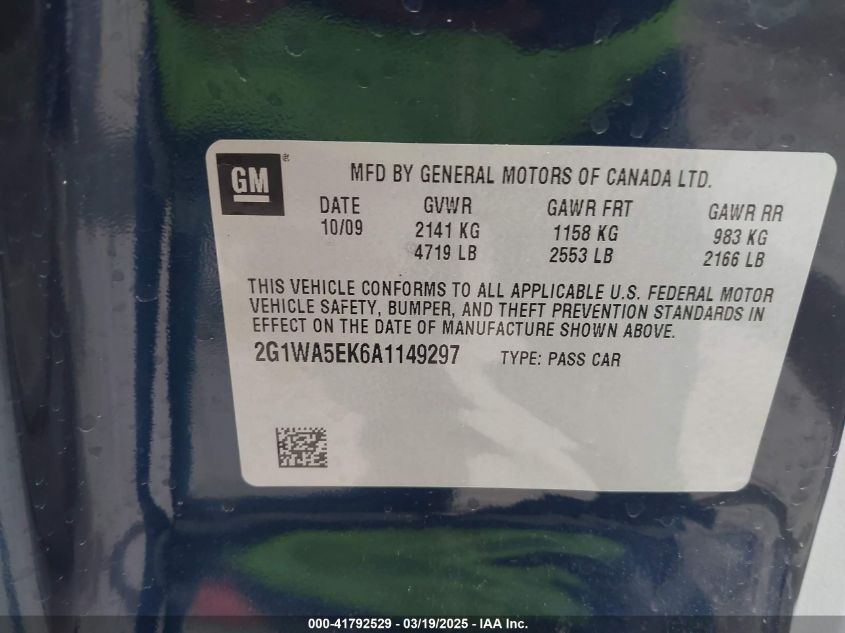 GM ®
MFD BY GENERAL MOTORS OF CANADA LTD.
DATE GVWR GAWR FRT GAWR RR
10/09 2141 KG 1158 KG 983 KG
4719 LB 2553 LB 2166 LB
THIS VEHICLE CONFORMS TO ALL APPLICABLE U.S. FEDERAL MOTOR
VEHICLE SAFETY, BUMPER, AND THEFT PREVENTION STANDARDS IN
EFFECT ON THE DATE OF MANUFACTURE SHOWN ABOVE.
2G1WA5EK6A1149297 TYPE: PASS CAR
000-41792529 - 03/19/2025 - IAA Inc.